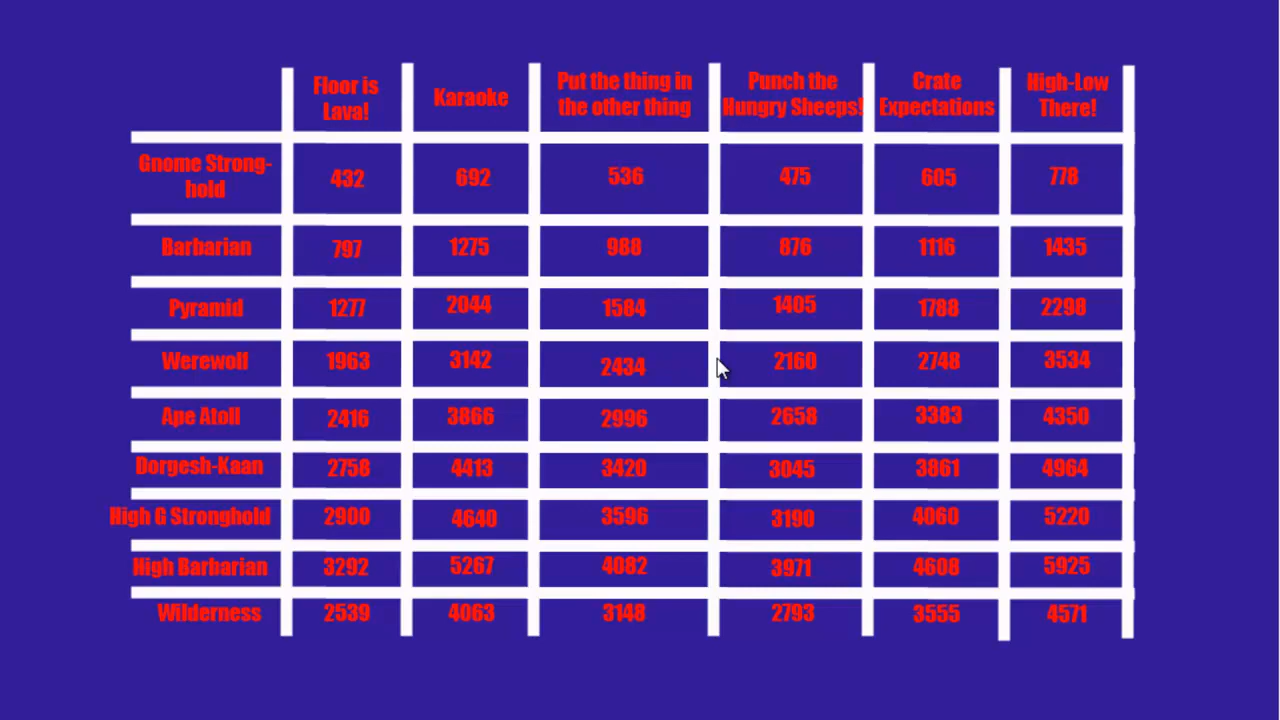 Floor is
Lava!
Karaoke
Put the thing in
the other thing
Punch the
Hungry Sheeps!
Crate
Expectations
High-Low
There!
Gnome Strong-
hold
432 692 536 475 605 778
Barbarian 797 1275 988 876 1116 1435
Pyramid 1277 2044 1584 1405 1788 2298
Werewolf 1963 3142 2434 2160 2748 3534
Ape Atoll 2416 3866 2996 2658 3383 4350
Dorgesh-Kaan 2758 4413 3420 3045 3861 4964
High G Stronghold 2900 4640 3596 3190 4060 5220
High Barbarian 3292 5267 4082 3971 4608 5925
Wilderness 2539 4063 3148 2793 3555 4571